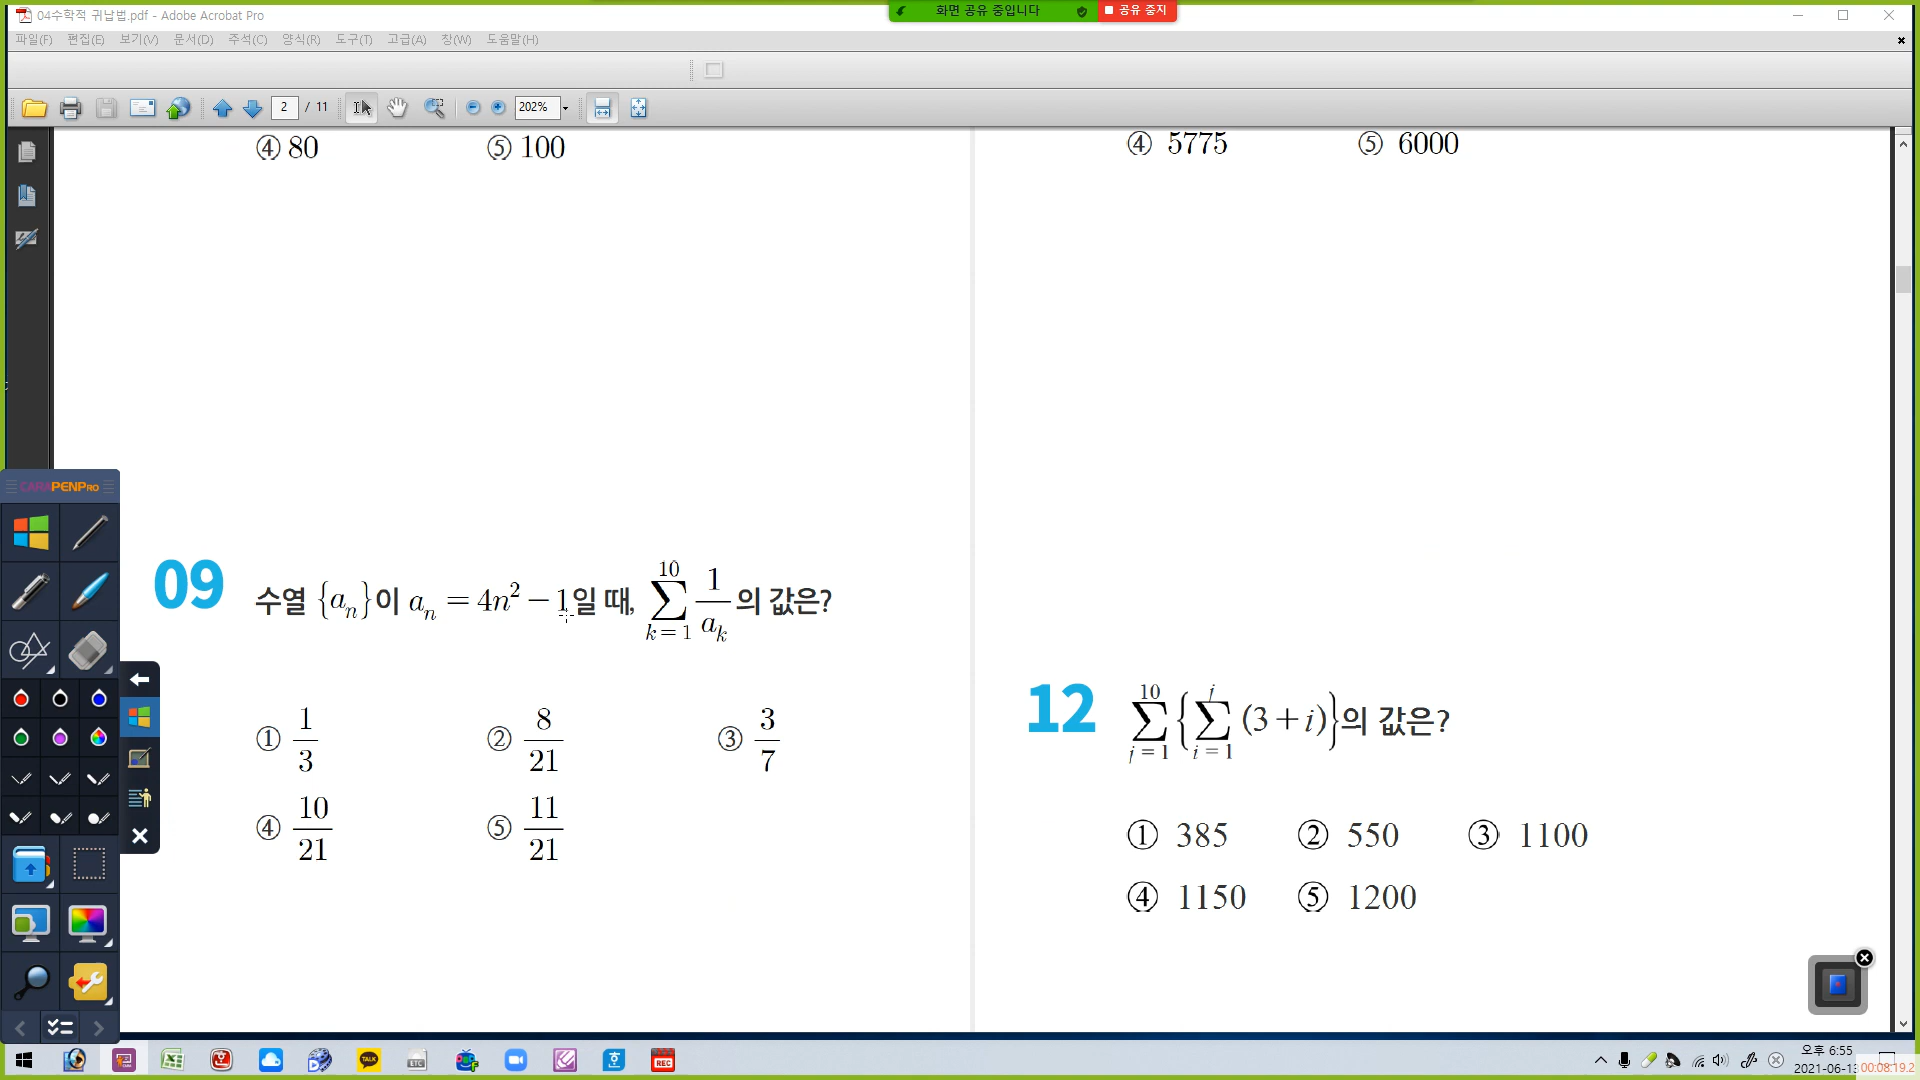 04수학적 귀납법.pdf - Adobe Acrobat Pro
화면 공유 중입니다
공유 중지
파일(F) 편집(E) 보기(V) 문서(D) 주석(C) 양식(R) 도구(T) 고급(A) 창(W) 도움말(H)
2 / 11 202%
④ 80 ⑤ 100
④ 5775 ⑤ 6000
CARAPENPRO
09 수열 {aₙ}이 aₙ = 4n² − 1일 때, ∑_{k=1}^{10} 1/aₖ 의 값은?
① 1/3 ② 8/21 ③ 3/7
④ 10/21 ⑤ 11/21
12 ∑_{j=1}^{10} {∑_{i=1}^{j} (3+i)}의 값은?
① 385 ② 550 ③ 1100
④ 1150 ⑤ 1200
TALK
ETC
REC
오후 6:55
2021-06-13
00:08:19.2